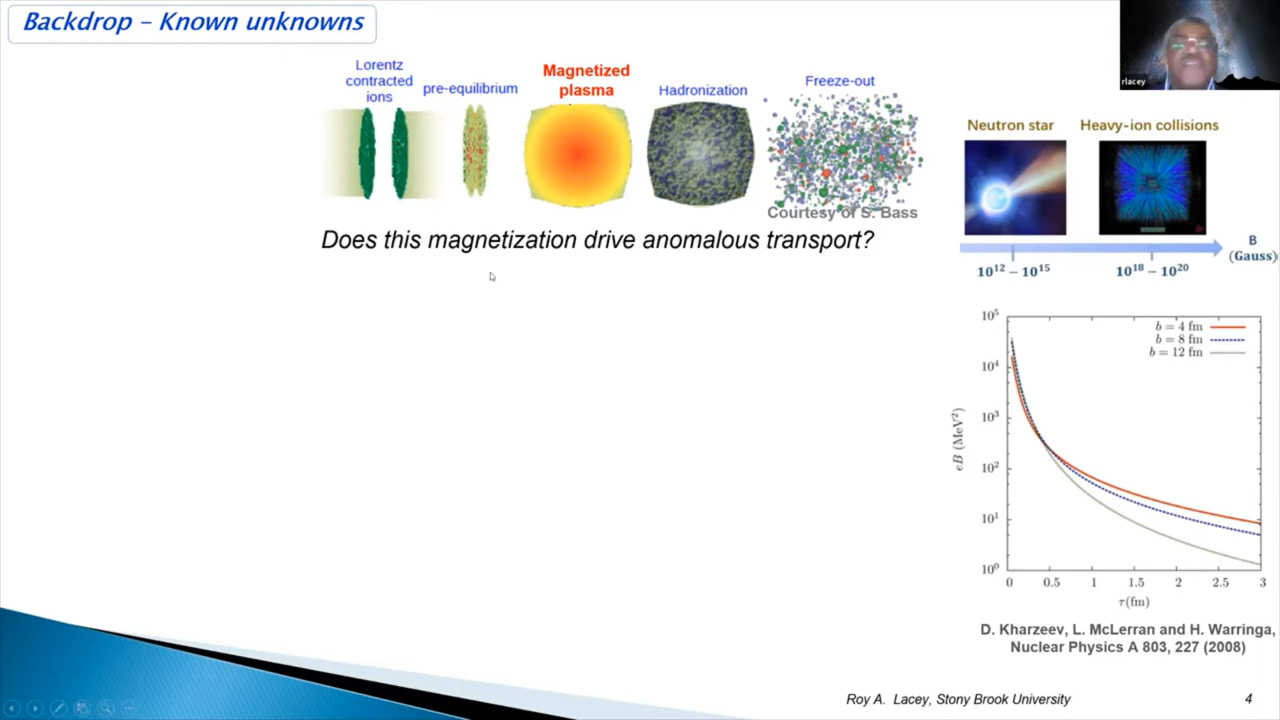 Backdrop – Known unknowns
rlacey
Lorentz
contracted
ions
pre-equilibrium
Magnetized
plasma
Hadronization
Freeze-out
Courtesy of S. Bass
Does this magnetization drive anomalous transport?
Neutron star
Heavy-ion collisions
B
(Gauss)
10¹² – 10¹⁵
10¹⁸ – 10²⁰
b = 4 fm
b = 8 fm
b = 12 fm
10⁵
10⁴
10³
10²
10¹
10⁰
eB (MeV²)
0 0.5 1 1.5 2 2.5 3
τ(fm)
D. Kharzeev, L. McLerran and H. Warringa,
Nuclear Physics A 803, 227 (2008)
Roy A. Lacey, Stony Brook University
4